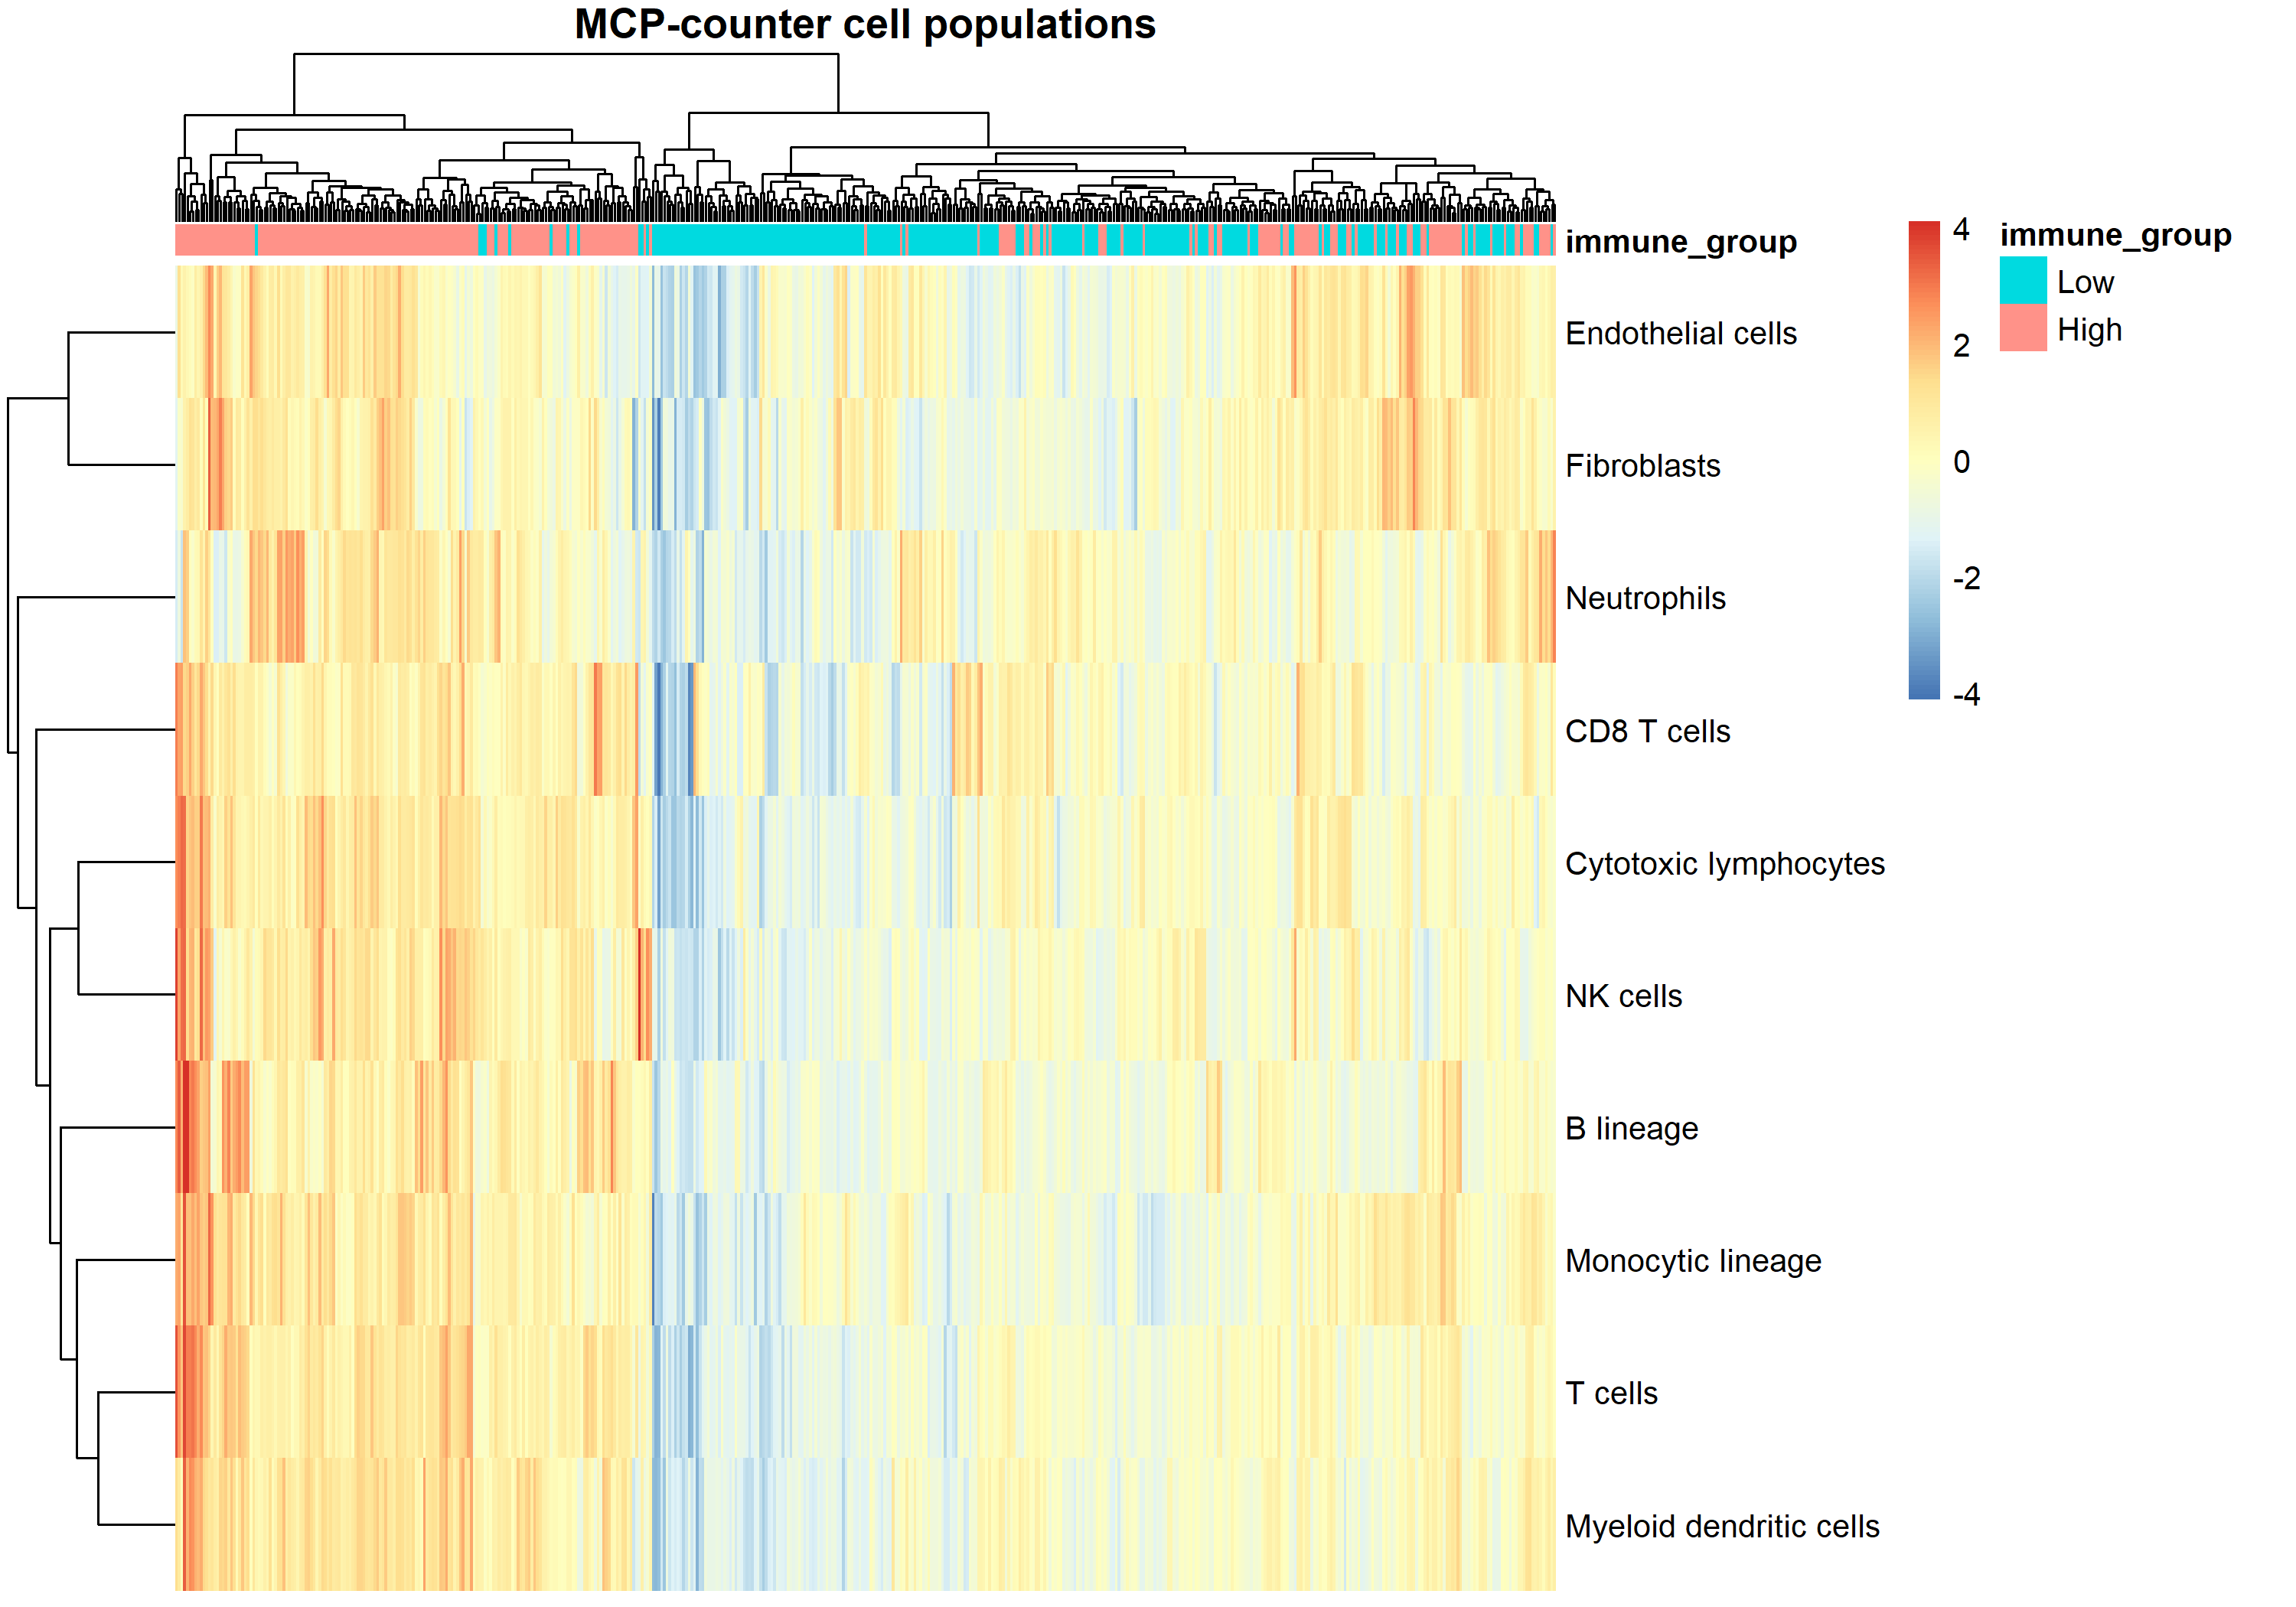 MCP-counter cell populations
immune_group
Endothelial cells
Fibroblasts
Neutrophils
CD8 T cells
Cytotoxic lymphocytes
NK cells
B lineage
Monocytic lineage
T cells
Myeloid dendritic cells
4
2
0
-2
-4
immune_group
Low
High